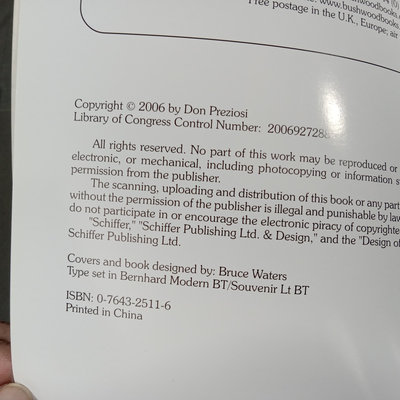 www.bushwoodbooks.
Free postage in the U.K., Europe; air
Copyright © 2006 by Don Preziosi
Library of Congress Control Number: 200692728
All rights reserved. No part of this work may be reproduced or
electronic, or mechanical, including photocopying or information
permission from the publisher.
The scanning, uploading and distribution of this book or any part
without the permission of the publisher is illegal and punishable by law
do not participate in or encourage the electronic piracy of copyrighted
"Schiffer," "Schiffer Publishing Ltd. & Design," and the "Design of
Schiffer Publishing Ltd.
Covers and book designed by: Bruce Waters
Type set in Bernhard Modern BT/Souvenir Lt BT
ISBN: 0-7643-2511-6
Printed in China